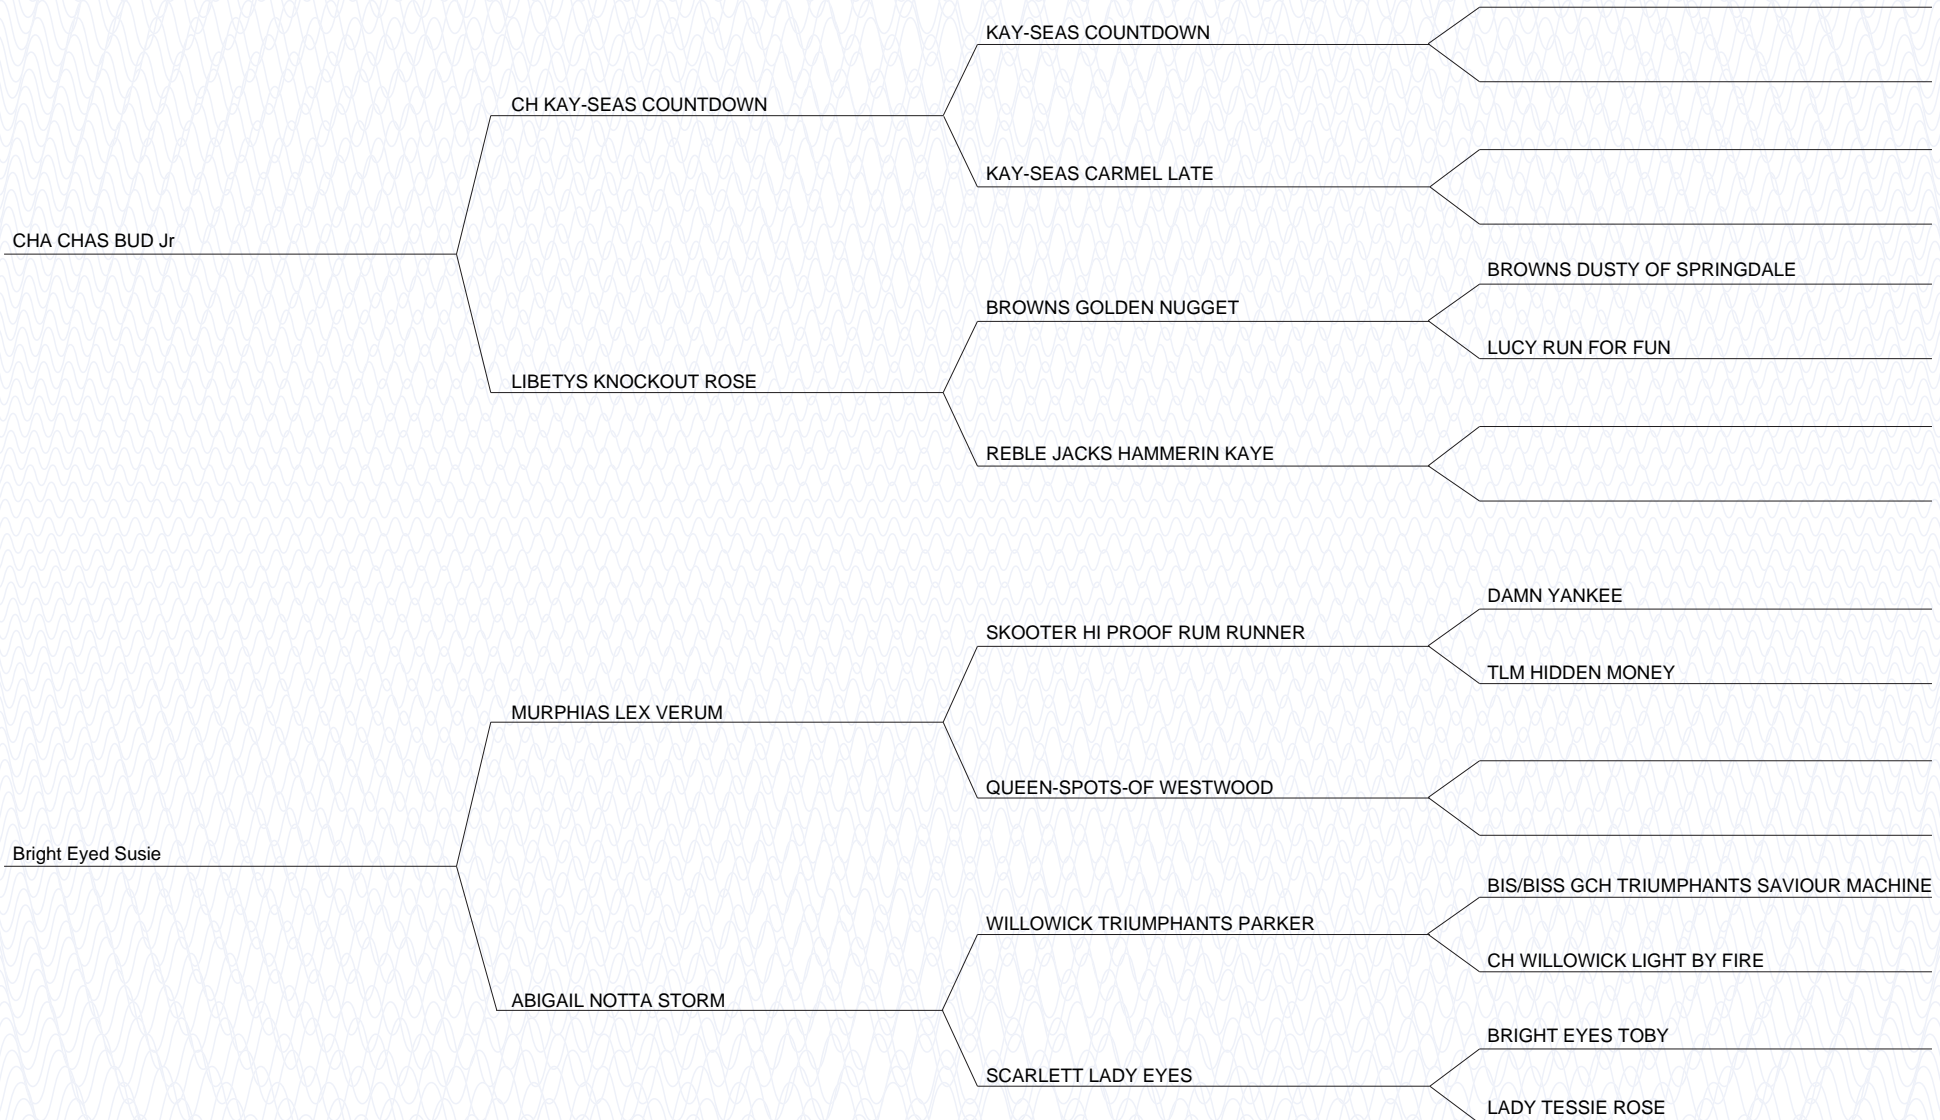 KAY-SEAS COUNTDOWN
CH KAY-SEAS COUNTDOWN
KAY-SEAS CARMEL LATE
CHA CHAS BUD Jr
BROWNS DUSTY OF SPRINGDALE
BROWNS GOLDEN NUGGET
LUCY RUN FOR FUN
LIBETYS KNOCKOUT ROSE
REBLE JACKS HAMMERIN KAYE
DAMN YANKEE
SKOOTER HI PROOF RUM RUNNER
TLM HIDDEN MONEY
MURPHIAS LEX VERUM
QUEEN-SPOTS-OF WESTWOOD
Bright Eyed Susie
BIS/BISS GCH TRIUMPHANTS SAVIOUR MACHINE
WILLOWICK TRIUMPHANTS PARKER
CH WILLOWICK LIGHT BY FIRE
ABIGAIL NOTTA STORM
BRIGHT EYES TOBY
SCARLETT LADY EYES
LADY TESSIE ROSE